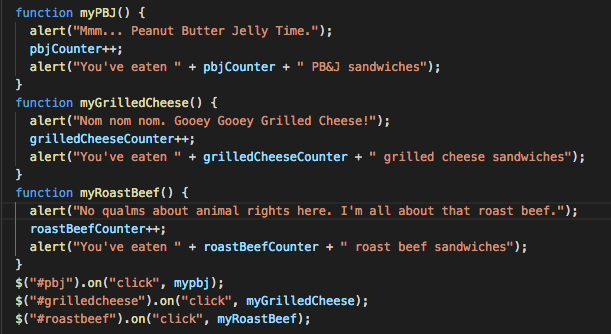 function myPBJ() {
  alert("Mmm... Peanut Butter Jelly Time.");
  pbjCounter++;
  alert("You've eaten " + pbjCounter + " PB&J sandwiches");
}
function myGrilledCheese() {
  alert("Nom nom nom. Gooey Gooey Grilled Cheese!");
  grilledCheeseCounter++;
  alert("You've eaten " + grilledCheeseCounter + " grilled cheese sandwiches");
}
function myRoastBeef() {
  alert("No qualms about animal rights here. I'm all about that roast beef.");
  roastBeefCounter++;
  alert("You've eaten " + roastBeefCounter + " roast beef sandwiches");
}
$("#pbj").on("click", mypbj);
$("#grilledcheese").on("click", myGrilledCheese);
$("#roastbeef").on("click", myRoastBeef);